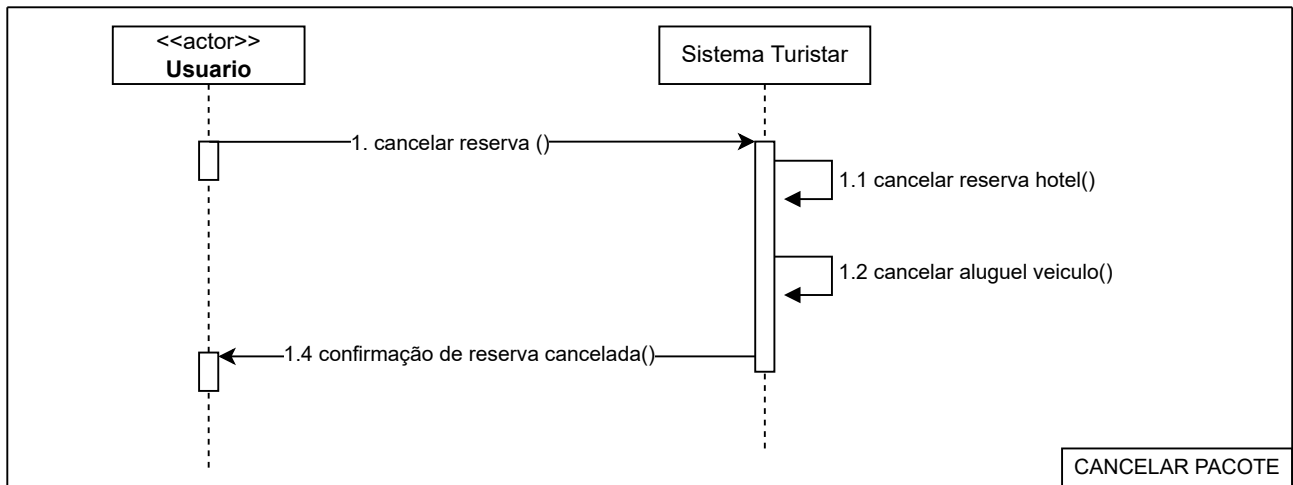 <<actor>>
Usuario
Sistema Turistar
1. cancelar reserva ()
1.1 cancelar reserva hotel()
1.2 cancelar aluguel veiculo()
1.4 confirmação de reserva cancelada()
CANCELAR PACOTE